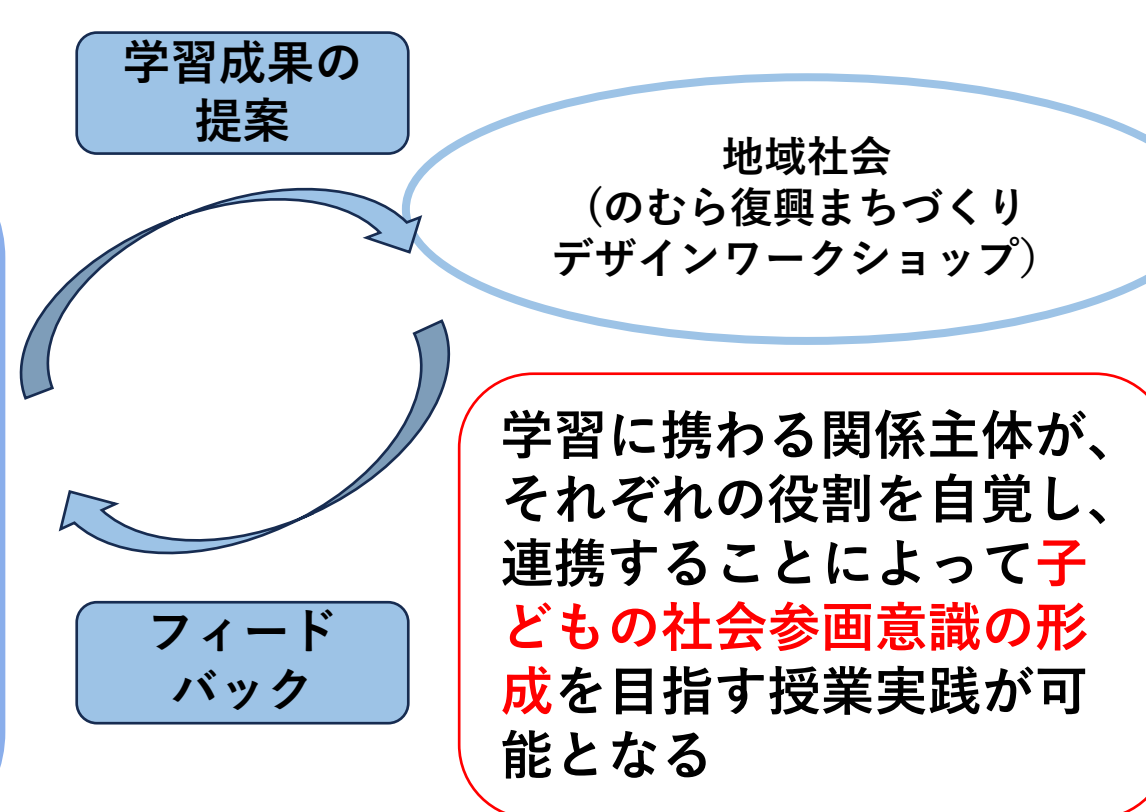 学習成果の
提案
地域社会
（のむら復興まちづくり
デザインワークショップ）
学習に携わる関係主体が、
それぞれの役割を自覚し、
連携することによって子
どもの社会参画意識の形
成を目指す授業実践が可
能となる
フィード
バック